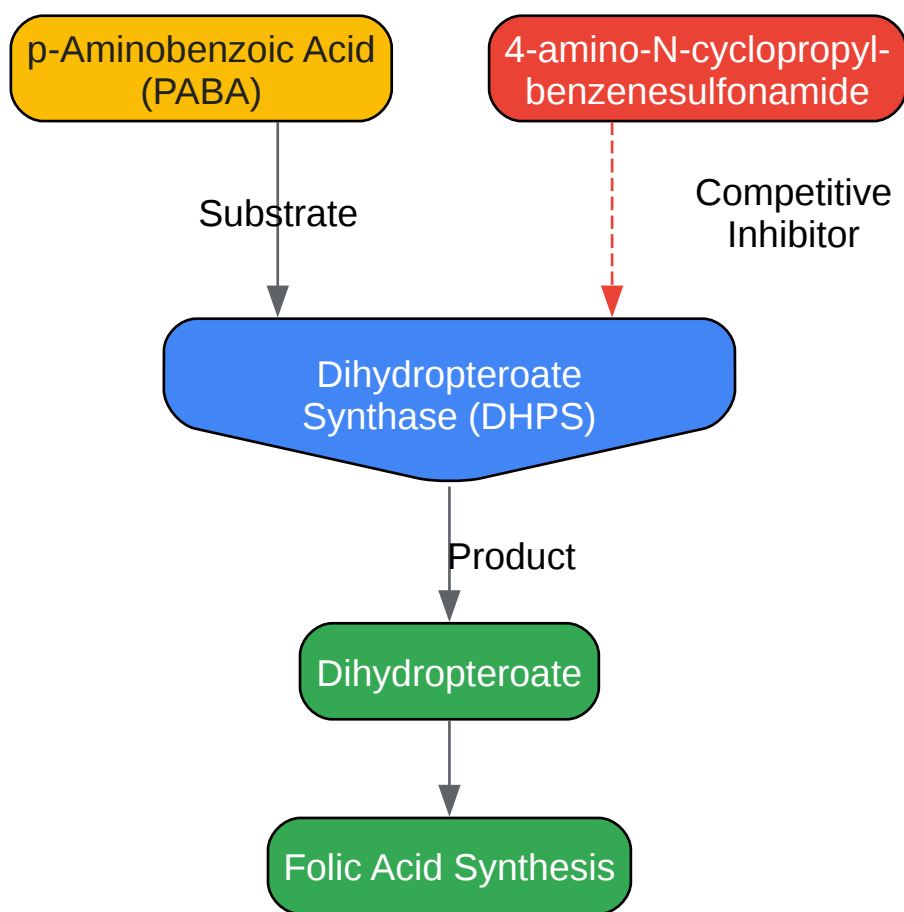 p-Aminobenzoic Acid
(PABA)
4-amino-N-cyclopropyl-
benzenesulfonamide
Substrate
Competitive
Inhibitor
Dihydropteroate
Synthase (DHPS)
Product
Dihydropteroate
Folic Acid Synthesis